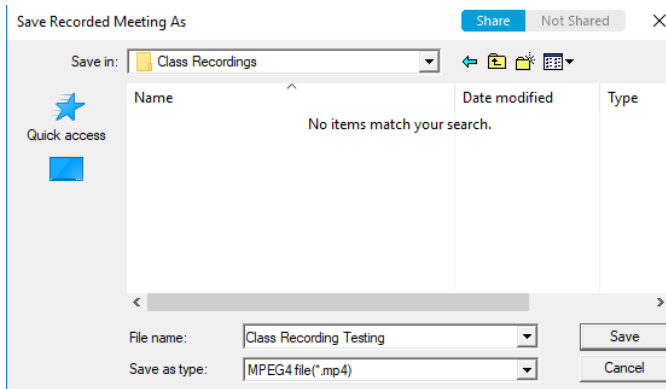 Save Recorded Meeting As Share Not Shared
Save in: Class Recordings
Name Date modified Type
No items match your search.
Quick access
File name: Class Recording Testing Save
Save as type: MPEG4 file(*.mp4) Cancel